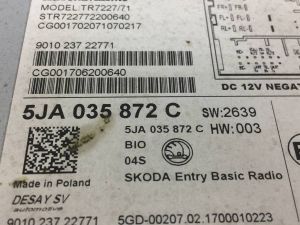 MODEL:TR7227/71
STR722772200640
CG001702071070217
9010 237 22771
CG001706200640
DC 12V NEGA
5JA 035 872 C SW:2639
5JA 035 872 C HW:003
BIO
04S
Made in Poland SKODA Entry Basic Radio
DESAY SV
automotive
9010 237 22771 5GD-00207.02.1700010223